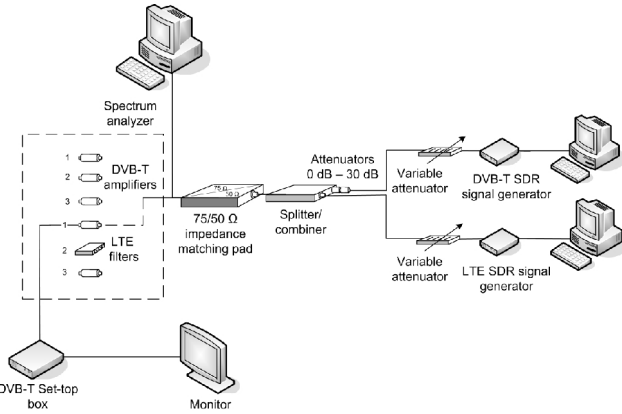 Spectrum
analyzer
1
2
3
DVB-T
amplifiers
1
2
3
LTE
filters
75 Ω
50 Ω
75/50 Ω
impedance
matching pad
Splitter/
combiner
Attenuators
0 dB – 30 dB
Variable
attenuator
DVB-T SDR
signal generator
Variable
attenuator
LTE SDR signal
generator
DVB-T Set-top
box
Monitor